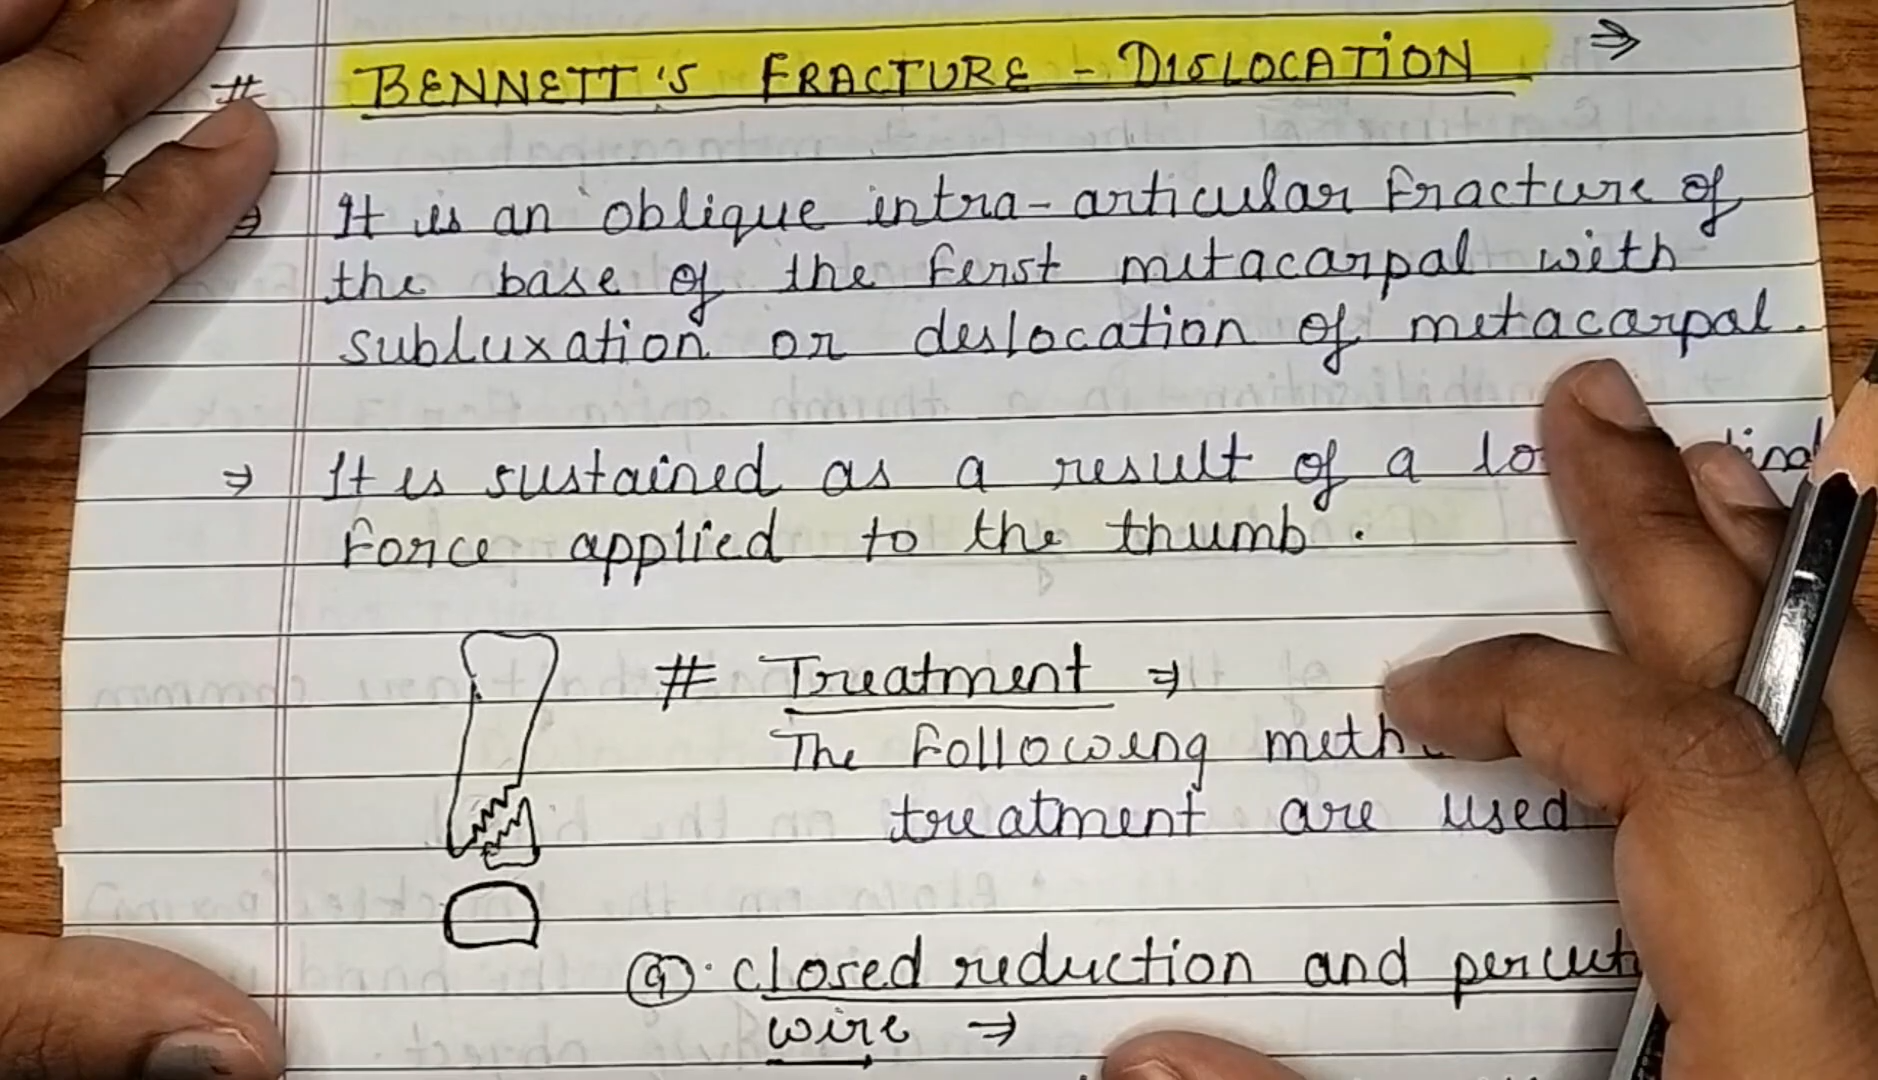 # BENNETT'S FRACTURE - DISLOCATION ⇒
⇒ It is an oblique intra-articular Fracture of
the base of the First metacarpal with
subluxation or dislocation of metacarpal.
⇒ It is sustained as a result of a
Force applied to the thumb.
# Treatment ⇒
The Following
treatment are used
ⓐ. closed reduction and
wire ⇒